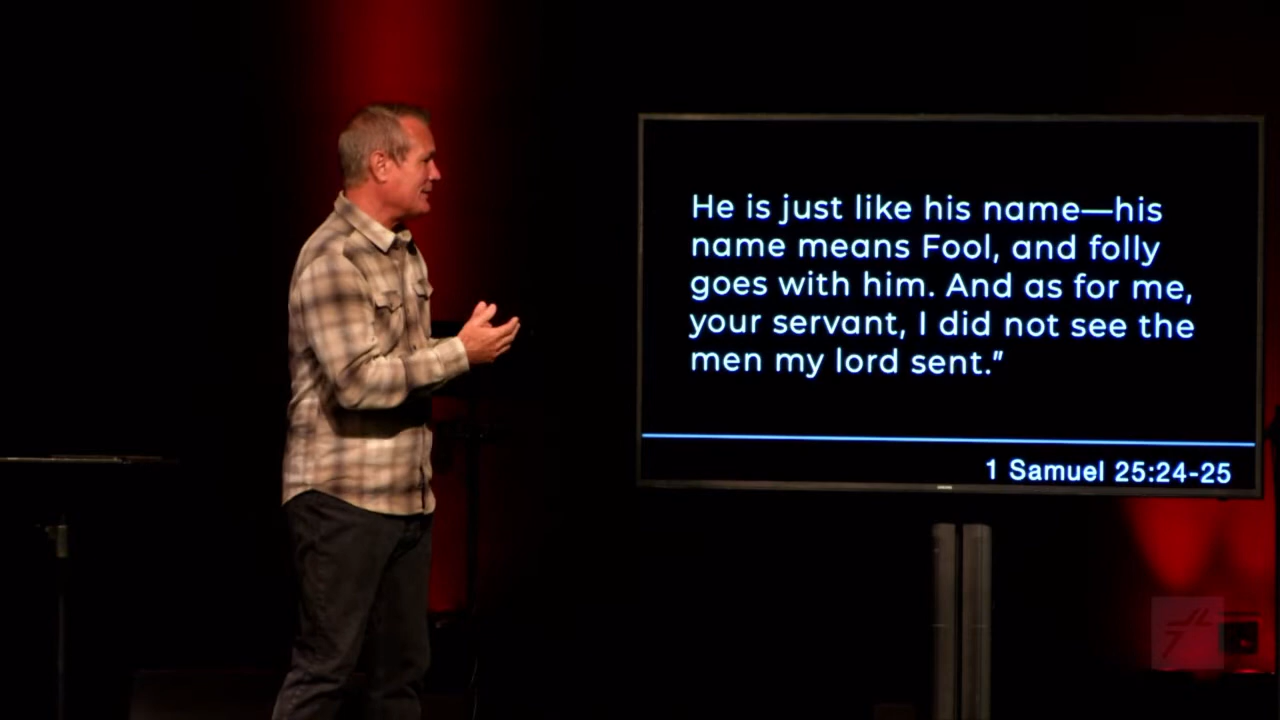 He is just like his name—his
name means Fool, and folly
goes with him. And as for me,
your servant, I did not see the
men my lord sent.”
1 Samuel 25:24-25